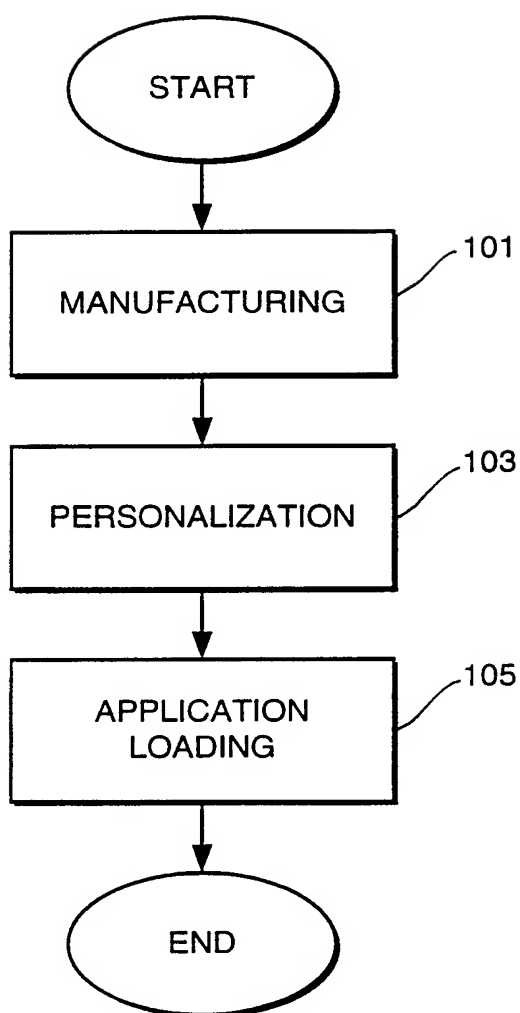 START
101
MANUFACTURING
103
PERSONALIZATION
105
APPLICATION
LOADING
END